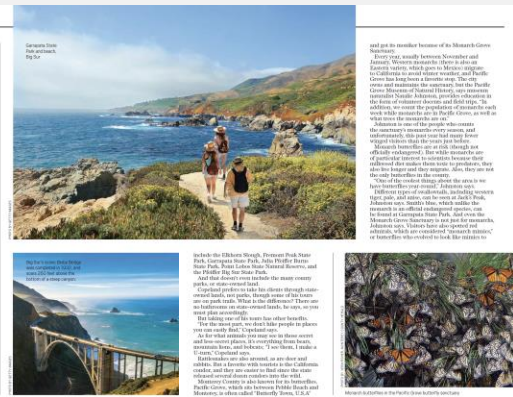 Garrapata State
Park and beach,
Big Sur
and got its moniker because of its Monarch Grove
Sanctuary.
Every year, usually between November and
January, Western monarchs (there is also an
Eastern variety, which goes to Mexico) migrate
to California to avoid winter weather, and Pacific
Grove has long been a favorite stop. The city
owns and maintains the sanctuary, but the Pacific
Grove Museum of Natural History, says museum
naturalist Natalie Johnston, provides education in
the form of volunteer docents and field trips. "In
addition, we count the population of monarchs each
week while monarchs are in Pacific Grove, as well as
what trees the monarchs are on."
Johnston is one of the people who counts
the sanctuary's monarchs every season, and
unfortunately, this past year had many fewer
winged visitors than the years just before.
Monarch butterflies are at risk (though not
officially endangered). But while monarchs are
of particular interest to scientists because their
milkweed diet makes them toxic to predators, they
also live longer and they migrate. Also, they are not
the only butterflies in the county.
"One of the coolest things about the area is we
have butterflies year-round," Johnston says.
Different types of swallowtails, including western
tiger, pale, and anise, can be seen at Jack's Peak,
Johnston says. Smith's blue, which unlike the
monarch is an official endangered species, can
be found at Garrapata State Park. And even the
Monarch Grove Sanctuary is not just for monarchs,
Johnston says. Visitors have also spotted red
admirals, which are considered "monarch mimics,"
or butterflies who evolved to look like mimics to
Big Sur's iconic Bixby Bridge
was completed in 1932 and
soars 260 feet above the
bottom of a steep canyon.
include the Elkhorn Slough, Fremont Peak State
Park, Garrapata State Park, Julia Pfeiffer Burns
State Park, Point Lobos State Natural Reserve, and
the Pfeiffer Big Sur State Park.
And that doesn't even include the many county
parks, or state-owned land.
Copeland prefers to take his clients through state-
owned lands, not parks, though some of his tours
are on park trails. What is the difference? There are
no bathrooms on state-owned lands, he says, so you
must plan accordingly.
But taking one of his tours has other benefits.
"For the most part, we don't hike people in places
you can easily find," Copeland says.
As for what animals you may see in these secret
and less-secret places, it's everything from bears,
mountain lions, and bobcats. "I see them, I make a
U-turn," Copeland says.
Rattlesnakes are also around, as are deer and
rabbits. But a favorite with tourists is the California
condor, and they are easier to find since the state
released several dozen condors into the wild.
Monterey County is also known for its butterflies.
Pacific Grove, which sits between Pebble Beach and
Monterey, is often called "Butterfly Town, U.S.A"
Monarch butterflies in the Pacific Grove butterfly sanctuary